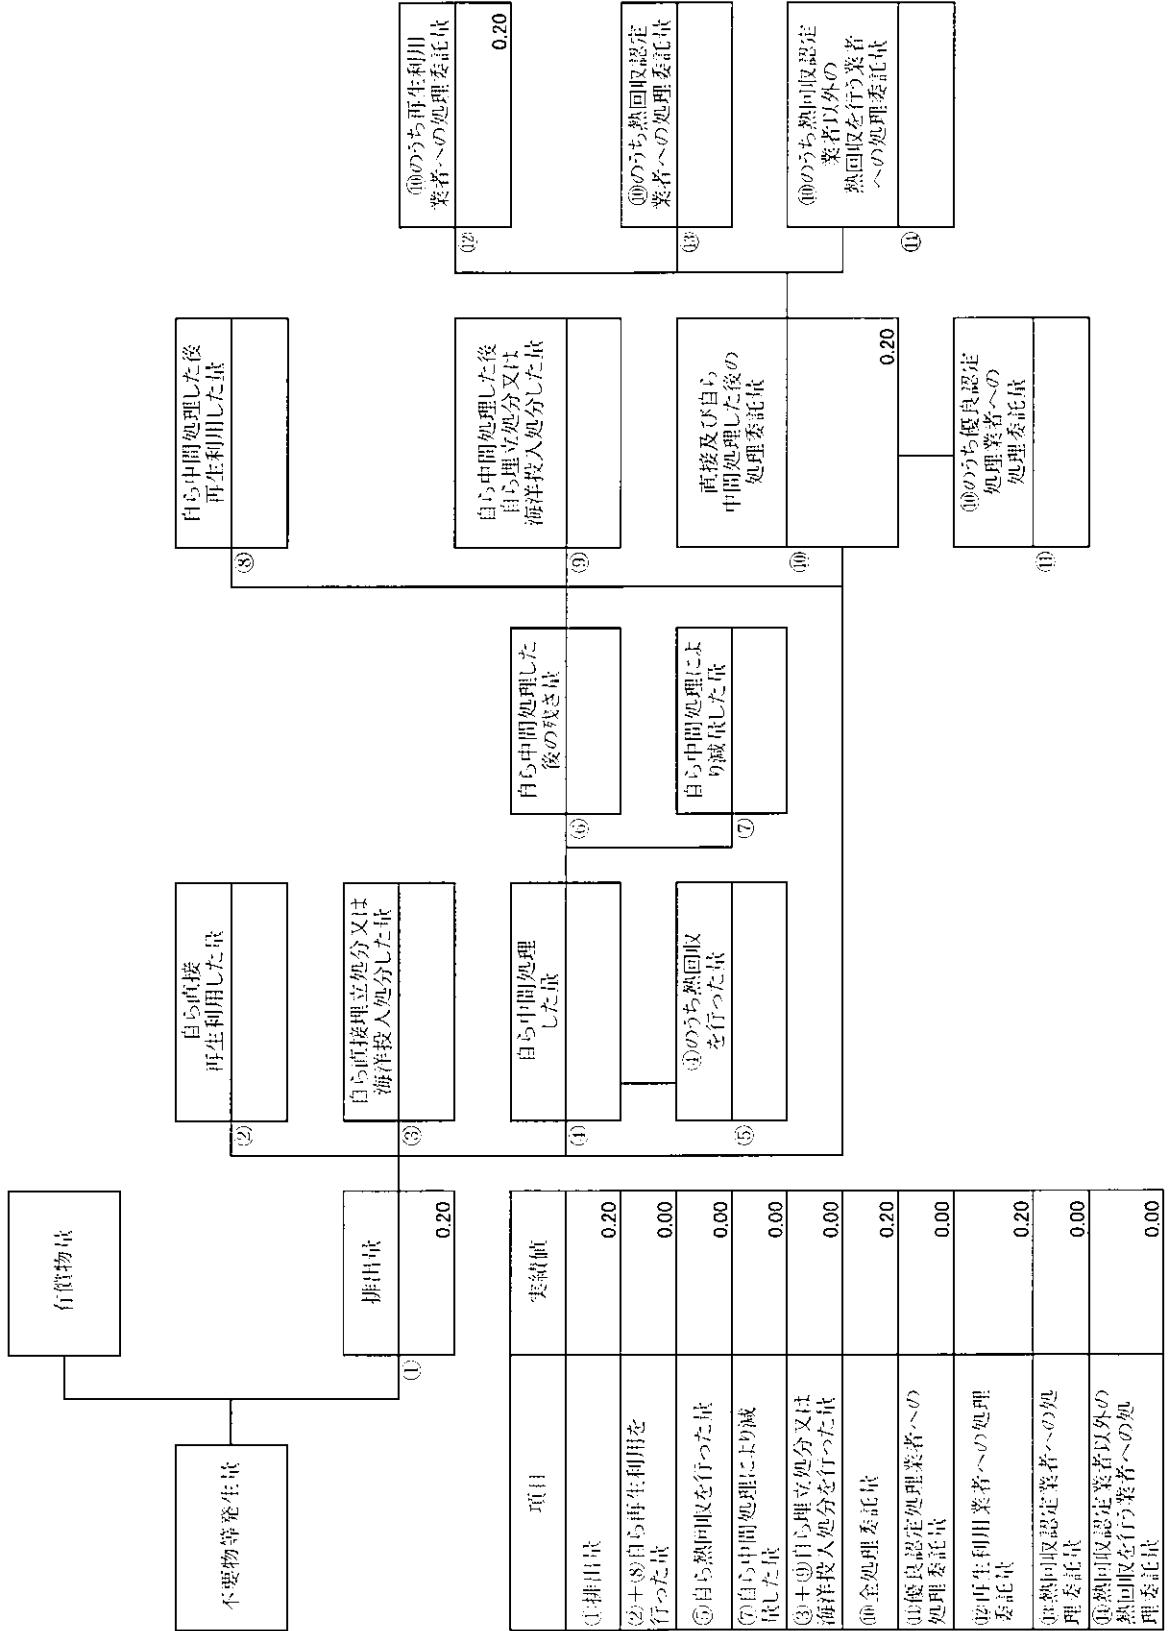 不要物等発生量
有償物量
①
排出量
0.20
②
自ら直接
再生利用した量
③
自ら直接埋立処分又は
海洋投入処分した量
④
自ら中間処理
した量
⑤
④のうち熱回収
を行った量
⑥
自ら中間処理した
後の残さ量
⑦
自ら中間処理によ
り減量した量
⑧
自ら中間処理した後
再生利用した量
⑨
自ら中間処理した後
自ら埋立処分又は
海洋投入処分した量
⑩
直接及び自ら
中間処理した後の
処理委託量
0.20
⑪
⑩のうち優良認定
処理業者への
処理委託量
⑫
⑩のうち再生利用
業者への処理委託量
0.20
⑬
⑩のうち熱回収認定
業者への処理委託量
⑭
⑩のうち熱回収認定
業者以外の
熱回収を行う業者
への処理委託量
項目 実績値
①排出量 0.20
②+⑧自ら再生利用を
行った量 0.00
⑤自ら熱回収を行った量 0.00
⑦自ら中間処理により減
量した量 0.00
③+⑨自ら埋立処分又は
海洋投入処分を行った量 0.00
⑩全処理委託量 0.20
⑪優良認定処理業者への
処理委託量 0.00
⑫再生利用業者への処理
委託量 0.20
⑬熱回収認定業者への処
理委託量 0.00
⑭熱回収認定業者以外の
熱回収を行う業者への処
理委託量 0.00